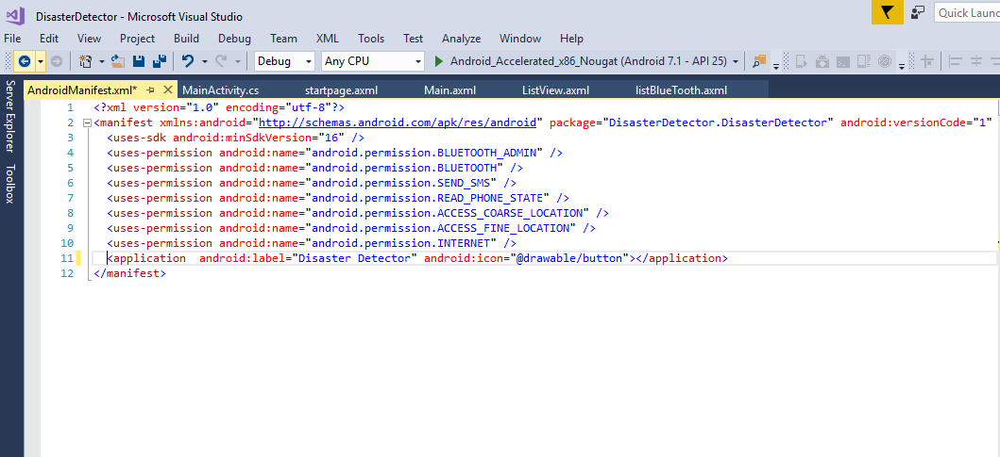 DisasterDetector - Microsoft Visual Studio
Quick Laun
File Edit View Project Build Debug Team XML Tools Test Analyze Window Help
Debug Any CPU Android_Accelerated_x86_Nougat (Android 7.1 - API 25)
Server Explorer
Toolbox
AndroidManifest.xml* MainActivity.cs startpage.axml Main.axml ListView.axml listBlueTooth.axml
1 <?xml version="1.0" encoding="utf-8"?>
2 <manifest xmlns:android="http://schemas.android.com/apk/res/android" package="DisasterDetector.DisasterDetector" android:versionCode="1"
3 <uses-sdk android:minSdkVersion="16" />
4 <uses-permission android:name="android.permission.BLUETOOTH_ADMIN" />
5 <uses-permission android:name="android.permission.BLUETOOTH" />
6 <uses-permission android:name="android.permission.SEND_SMS" />
7 <uses-permission android:name="android.permission.READ_PHONE_STATE" />
8 <uses-permission android:name="android.permission.ACCESS_COARSE_LOCATION" />
9 <uses-permission android:name="android.permission.ACCESS_FINE_LOCATION" />
10 <uses-permission android:name="android.permission.INTERNET" />
11 <application  android:label="Disaster Detector" android:icon="@drawable/button"></application>
12 </manifest>